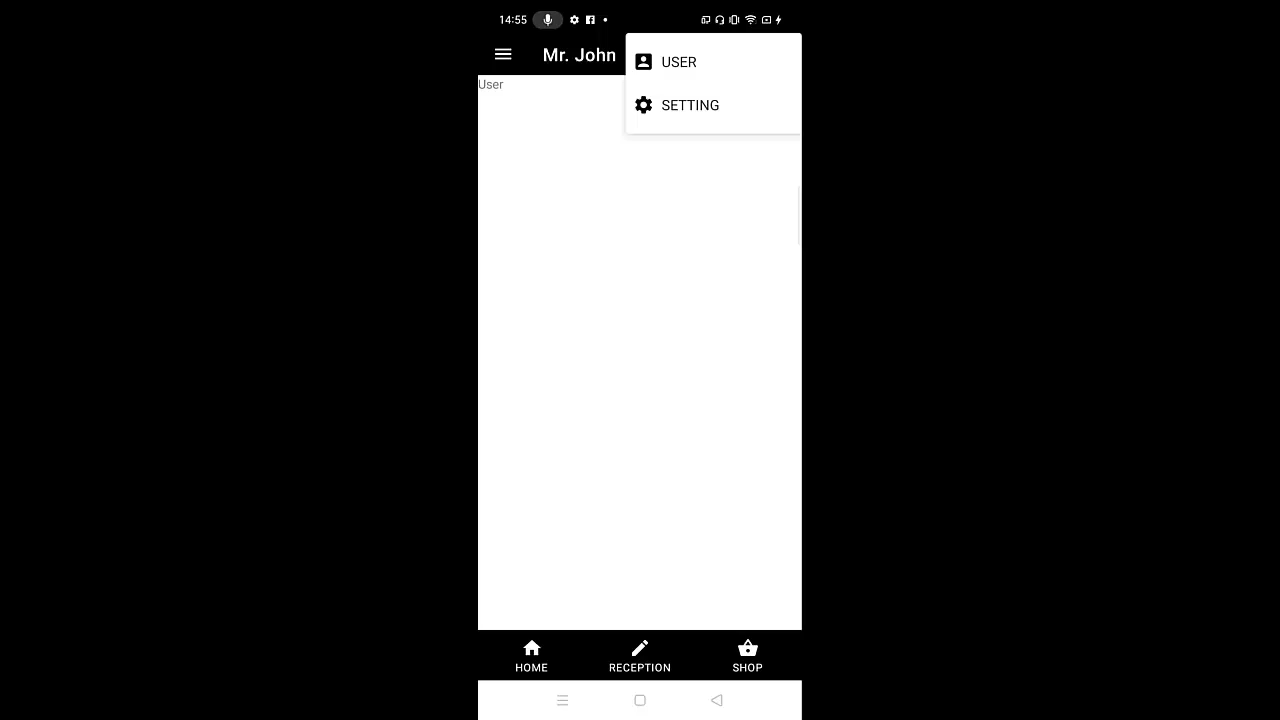 14:55
Mr. John
USER
User
SETTING
HOME
RECEPTION
SHOP